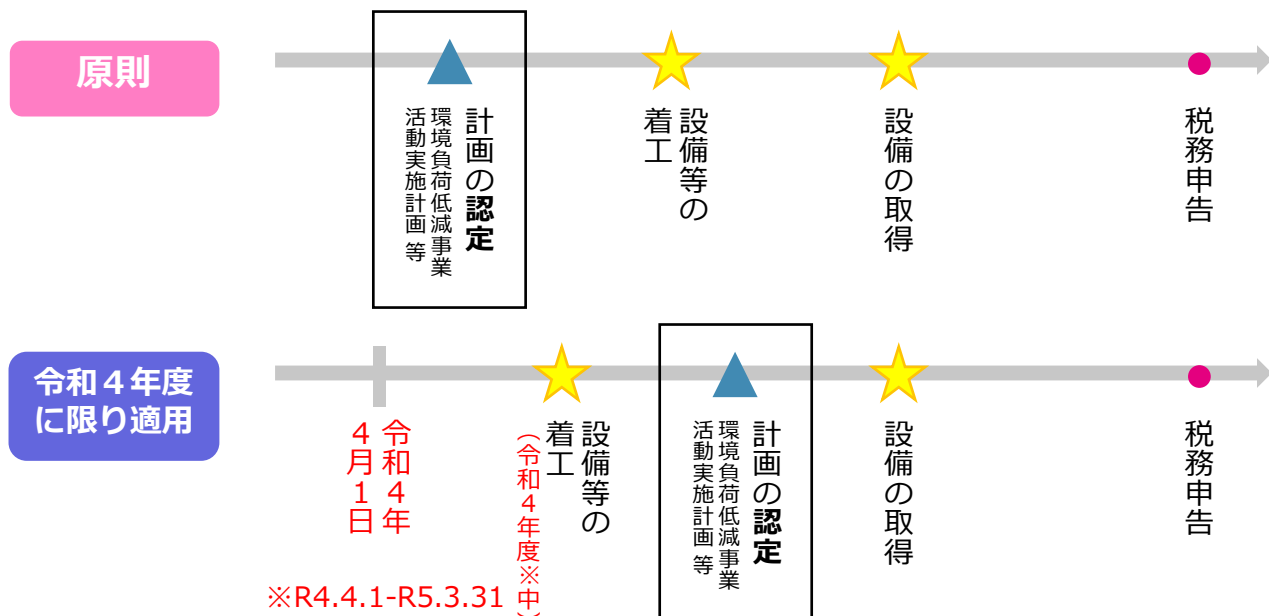 原則
計画の認定
環境負荷低減事業
活動実施計画 等
設備等の
着工
設備の取得
税務申告
令和４年度
に限り適用
令和４年
４月１日
設備等の
着工
（令和４年度※中）
計画の認定
環境負荷低減事業
活動実施計画 等
設備の取得
税務申告
※R4.4.1-R5.3.31